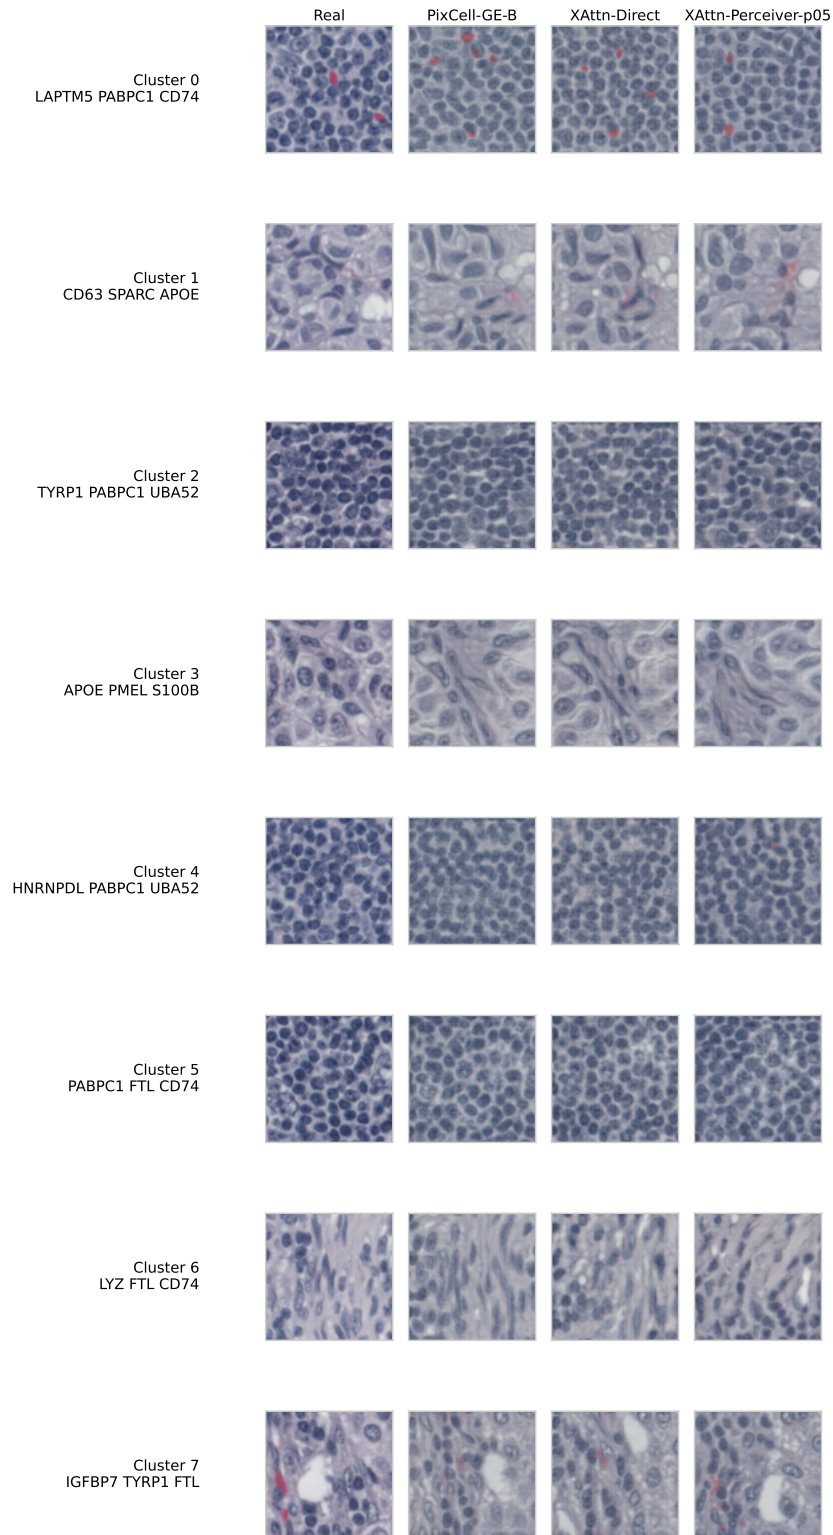 Real PixCell-GE-B XAttn-Direct XAttn-Perceiver-p05
Cluster 0
LAPTM5 PABPC1 CD74
Cluster 1
CD63 SPARC APOE
Cluster 2
TYRP1 PABPC1 UBA52
Cluster 3
APOE PMEL S100B
Cluster 4
HNRNPDL PABPC1 UBA52
Cluster 5
PABPC1 FTL CD74
Cluster 6
LYZ FTL CD74
Cluster 7
IGFBP7 TYRP1 FTL